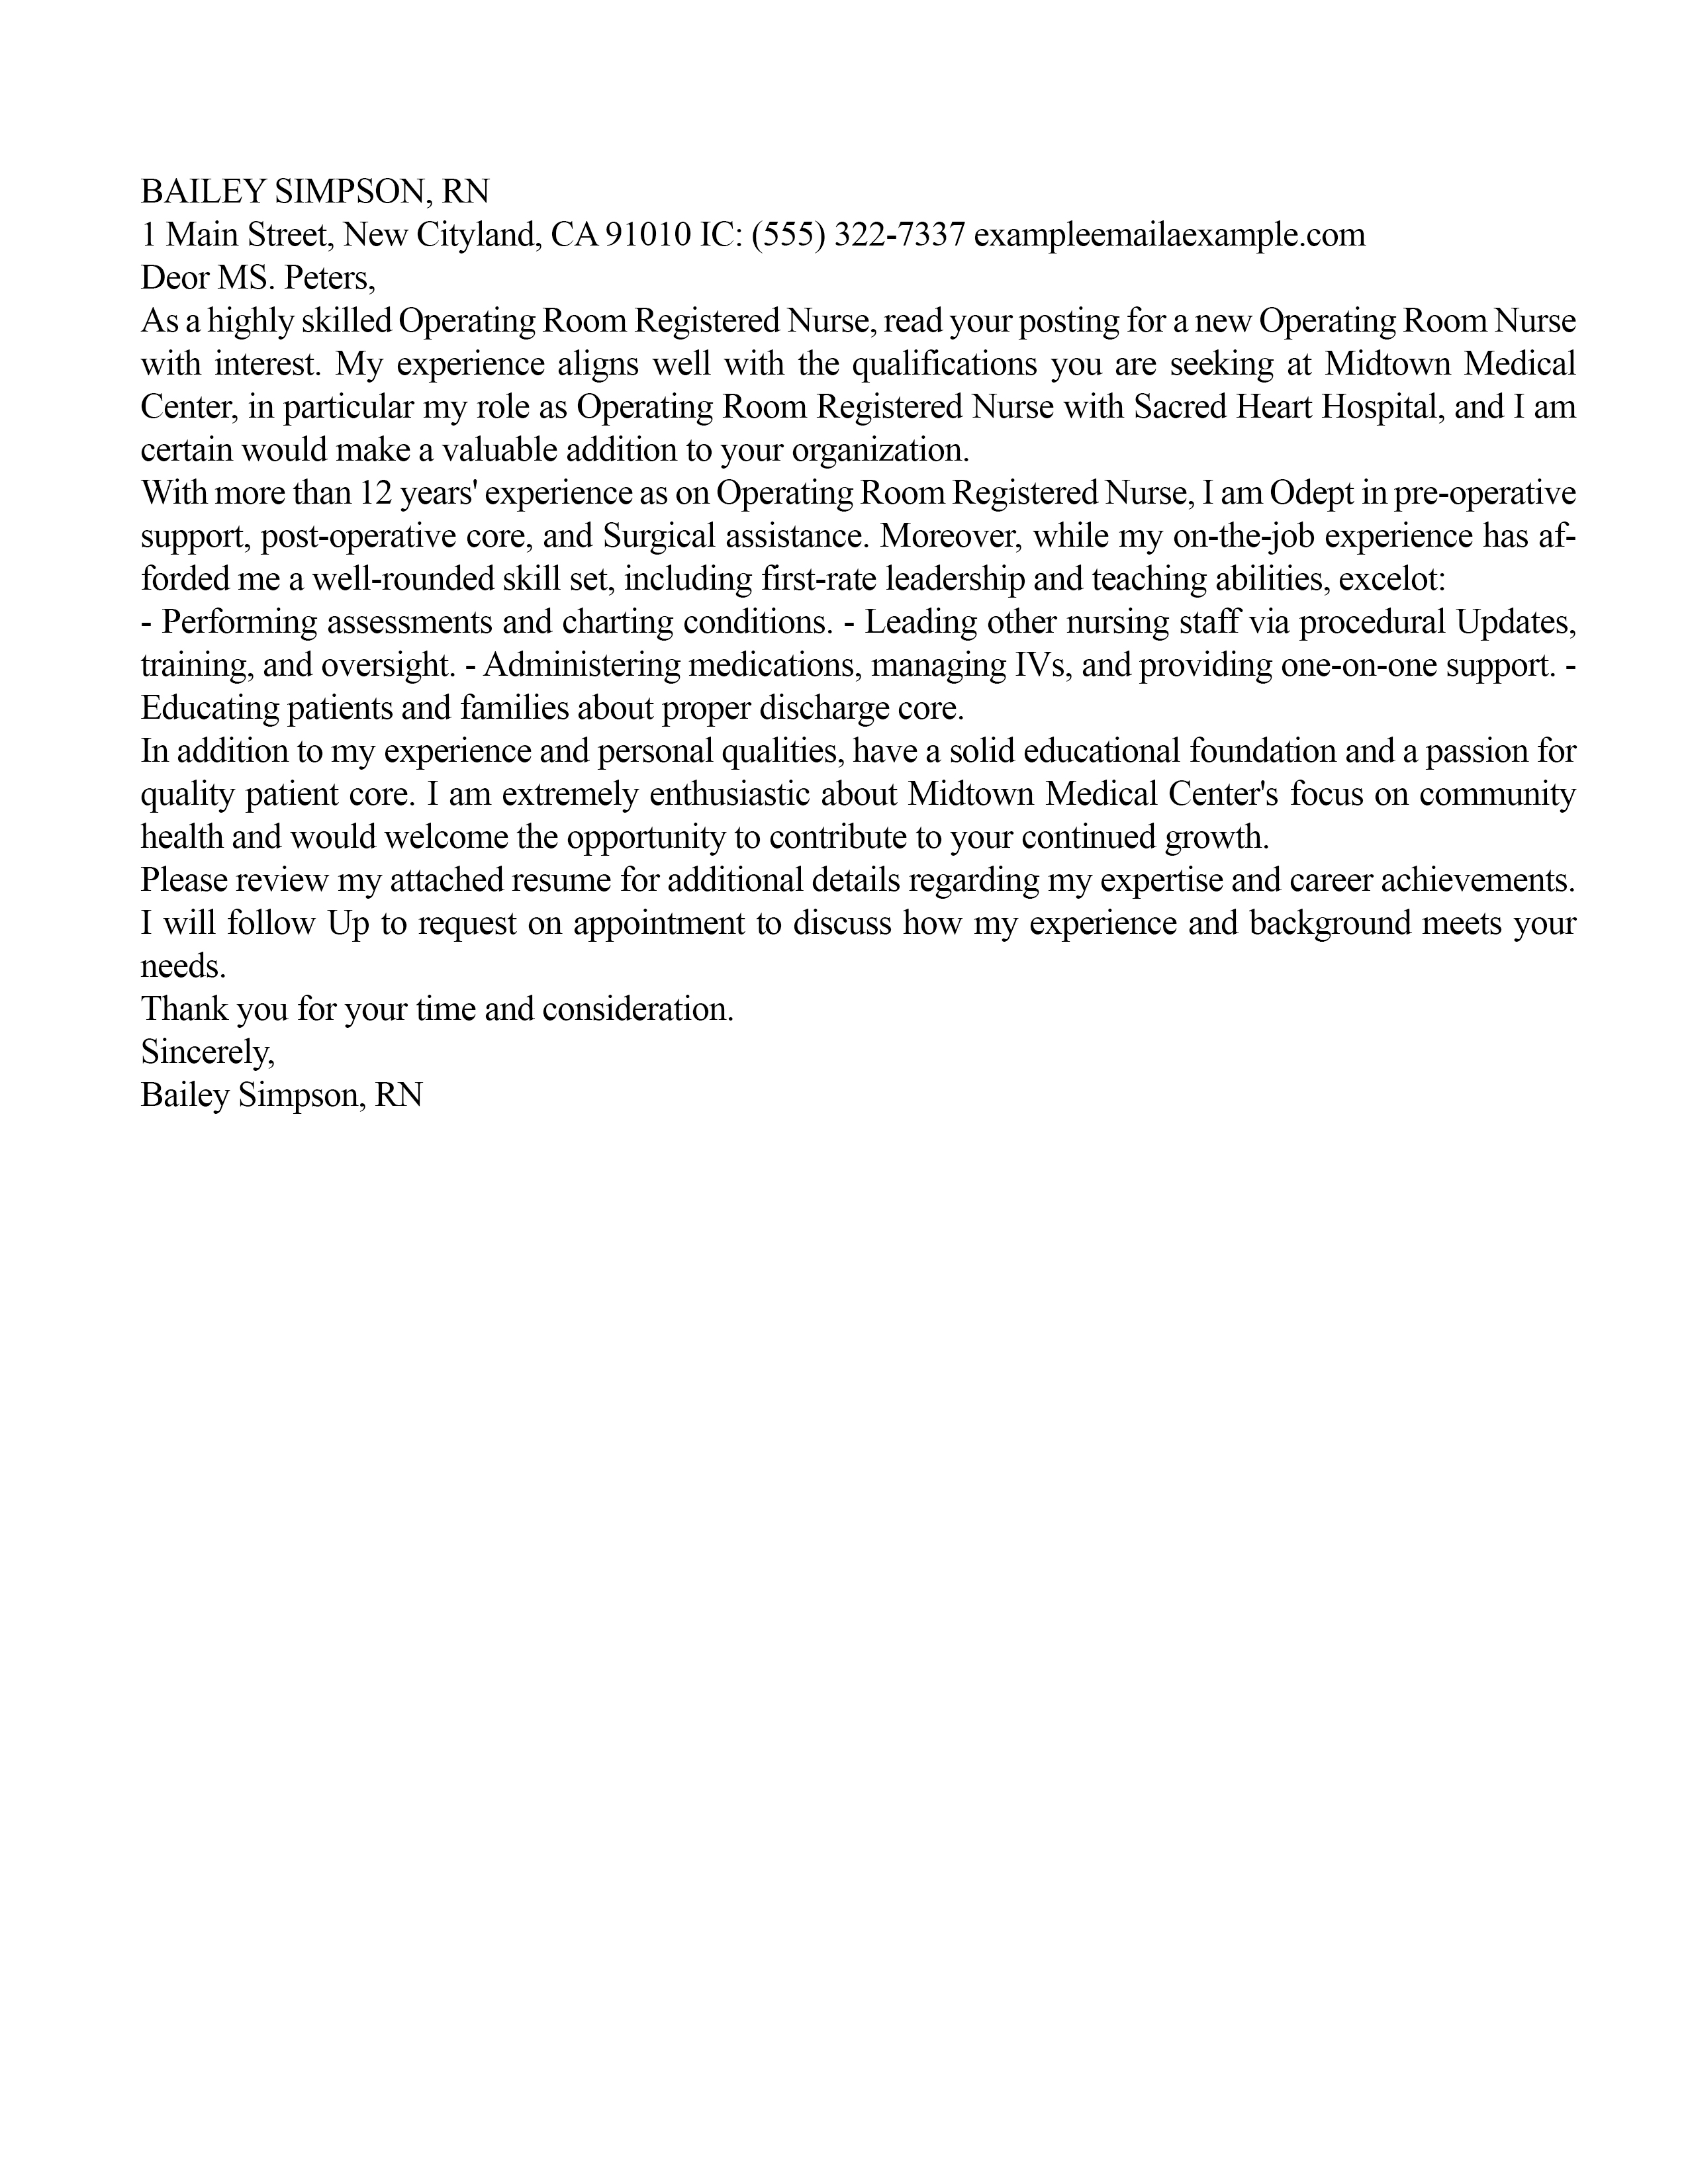 BAILEY SIMPSON, RN
1 Main Street, New Cityland, CA 91010 IC: (555) 322-7337 exampleemailaexample.com
Deor MS. Peters,
As a highly skilled Operating Room Registered Nurse, read your posting for a new Operating Room Nurse
with interest. My experience aligns well with the qualifications you are seeking at Midtown Medical
Center, in particular my role as Operating Room Registered Nurse with Sacred Heart Hospital, and I am
certain would make a valuable addition to your organization.
With more than 12 years' experience as on Operating Room Registered Nurse, I am Odept in pre-operative
support, post-operative core, and Surgical assistance. Moreover, while my on-the-job experience has af-
forded me a well-rounded skill set, including first-rate leadership and teaching abilities, excelot:
- Performing assessments and charting conditions. - Leading other nursing staff via procedural Updates,
training, and oversight. - Administering medications, managing IVs, and providing one-on-one support. -
Educating patients and families about proper discharge core.
In addition to my experience and personal qualities, have a solid educational foundation and a passion for
quality patient core. I am extremely enthusiastic about Midtown Medical Center's focus on community
health and would welcome the opportunity to contribute to your continued growth.
Please review my attached resume for additional details regarding my expertise and career achievements.
I will follow Up to request on appointment to discuss how my experience and background meets your
needs.
Thank you for your time and consideration.
Sincerely,
Bailey Simpson, RN